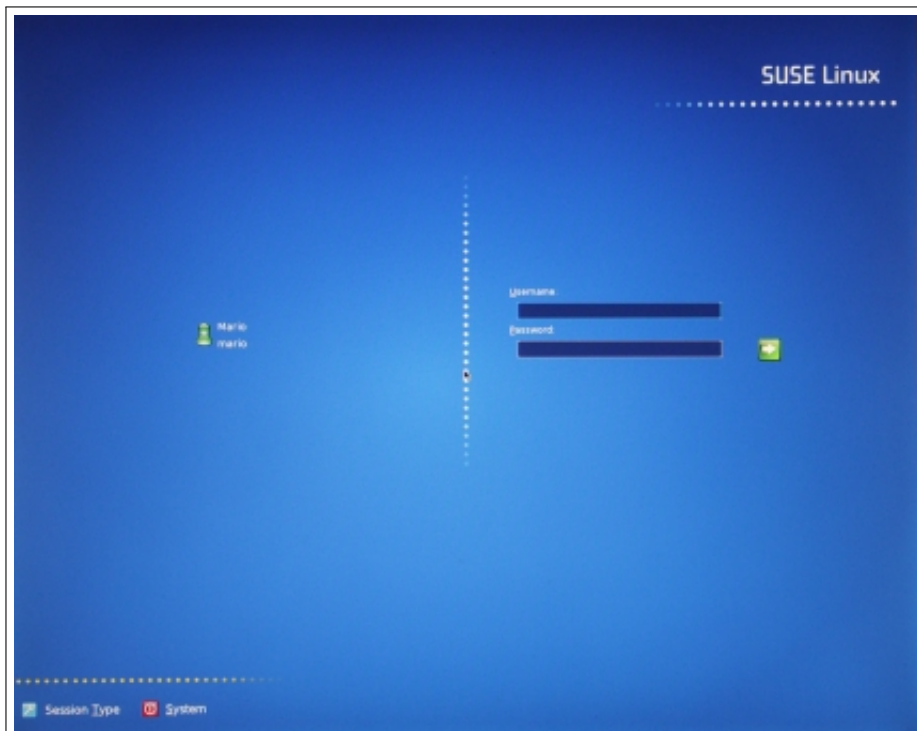 SUSE Linux
Username:
Mario
mario
Password:
Session Type
System